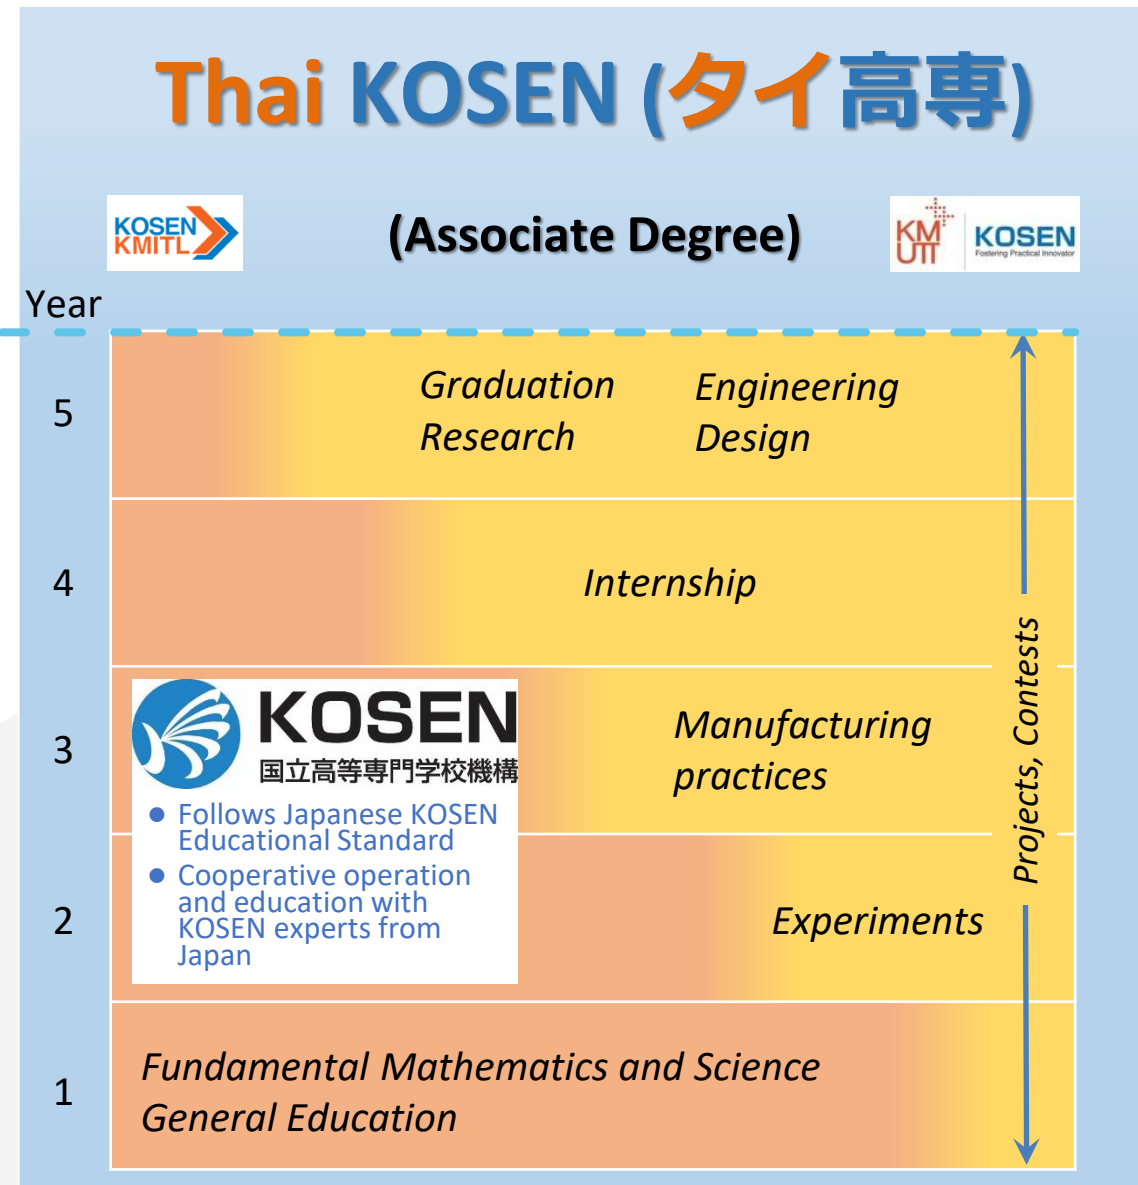 Thai KOSEN (タイ高専)
KOSEN
KMITL
(Associate Degree)
KM
UTT
KOSEN
Fostering Practical Innovator
Year
5
Graduation
Research
Engineering
Design
4
Internship
3
KOSEN
国立高等専門学校機構
● Follows Japanese KOSEN
Educational Standard
● Cooperative operation
and education with
KOSEN experts from
Japan
Manufacturing
practices
Projects, Contests
2
Experiments
1
Fundamental Mathematics and Science
General Education